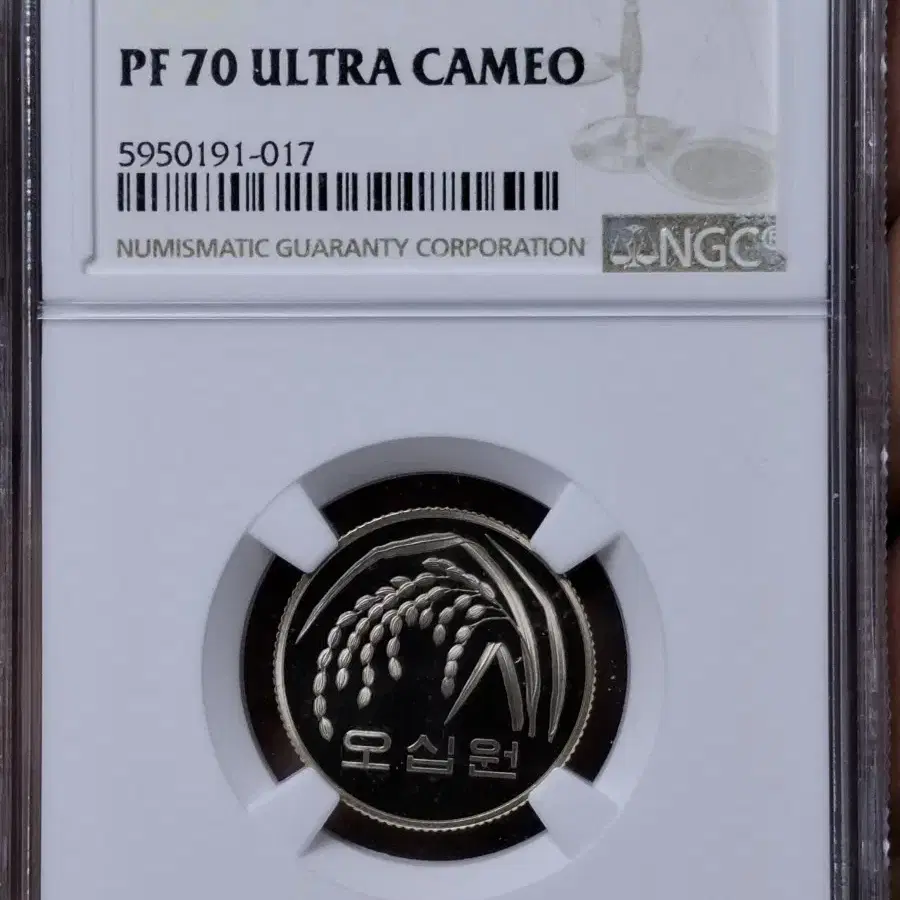 PF 70 ULTRA CAMEO
5950191-017
NUMISMATIC GUARANTY CORPORATION
NGC
오십원